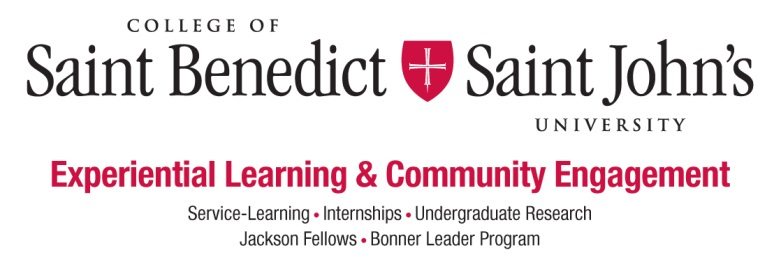 COLLEGE OF
Saint Benedict Saint John's
UNIVERSITY
Experiential Learning & Community Engagement
Service-Learning • Internships • Undergraduate Research
Jackson Fellows • Bonner Leader Program